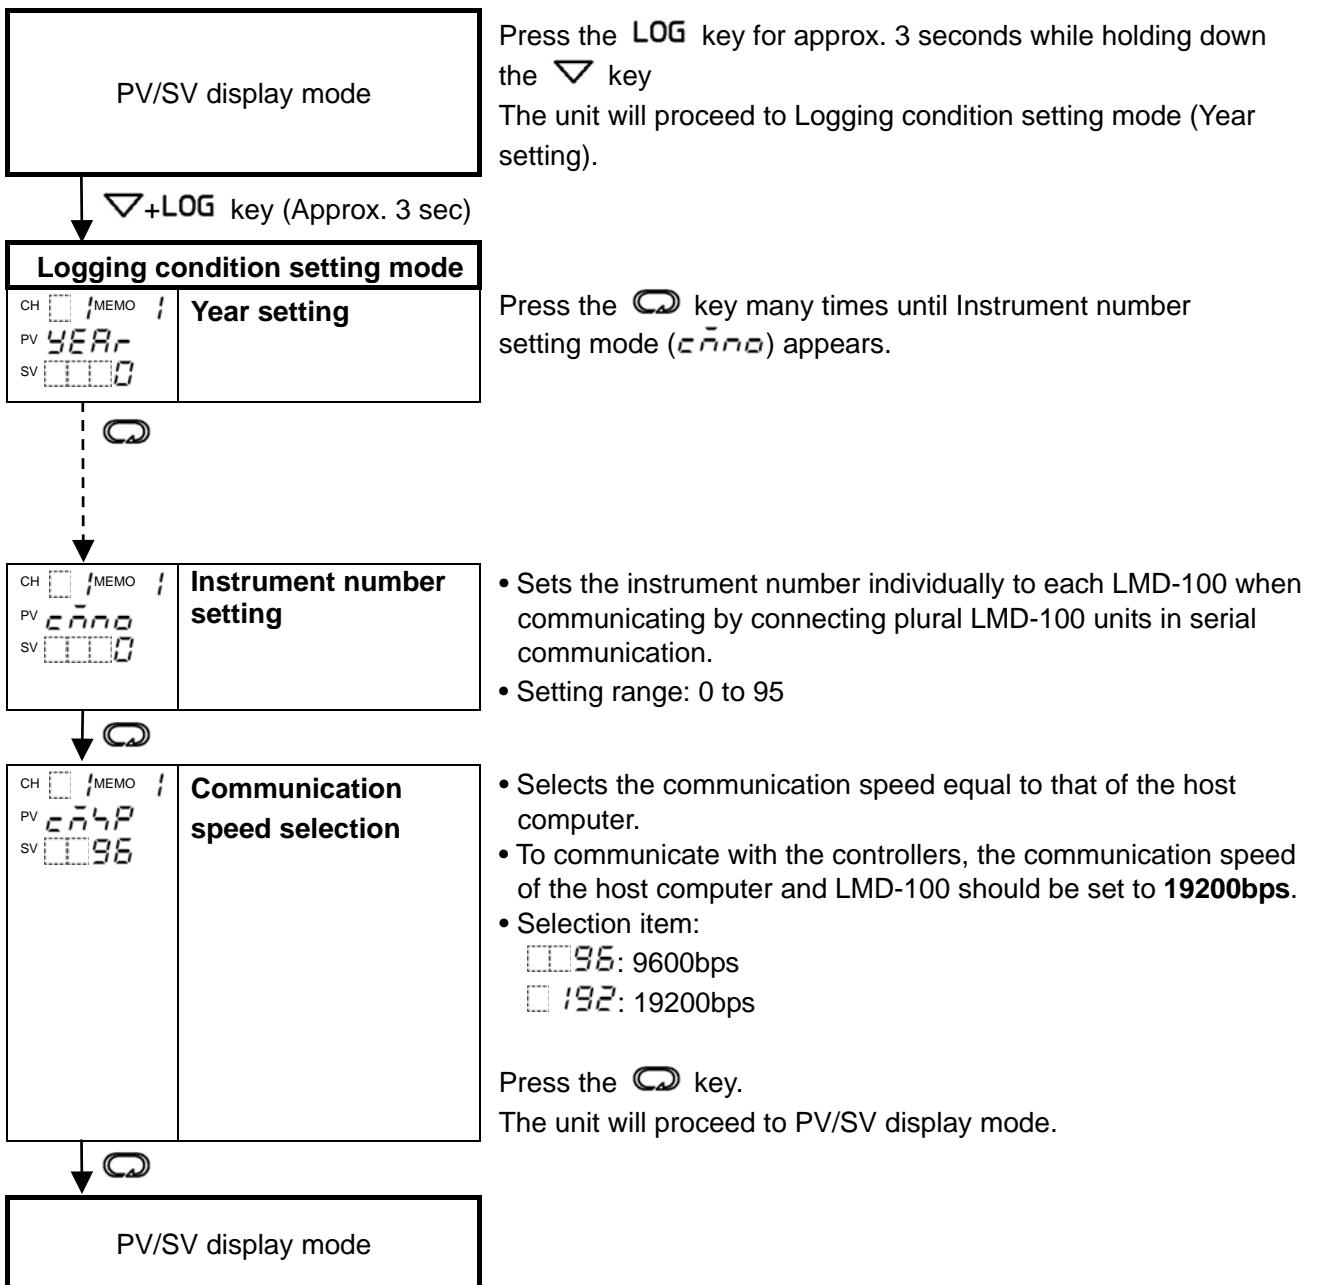 PV/SV display mode
Press the LOG key for approx. 3 seconds while holding down
the ▽ key
The unit will proceed to Logging condition setting mode (Year
setting).
▽+LOG key (Approx. 3 sec)
Logging condition setting mode
CH 1 MEMO 1
PV YEAr
SV 0
Year setting
Press the key many times until Instrument number
setting mode (cm̄no) appears.
CH 1 MEMO 1
PV cm̄no
SV 0
Instrument number
setting
• Sets the instrument number individually to each LMD-100 when
communicating by connecting plural LMD-100 units in serial
communication.
• Setting range: 0 to 95
CH 1 MEMO 1
PV cm̄4P
SV 96
Communication
speed selection
• Selects the communication speed equal to that of the host
computer.
• To communicate with the controllers, the communication speed
of the host computer and LMD-100 should be set to 19200bps.
• Selection item:
96: 9600bps
192: 19200bps
Press the key.
The unit will proceed to PV/SV display mode.
PV/SV display mode